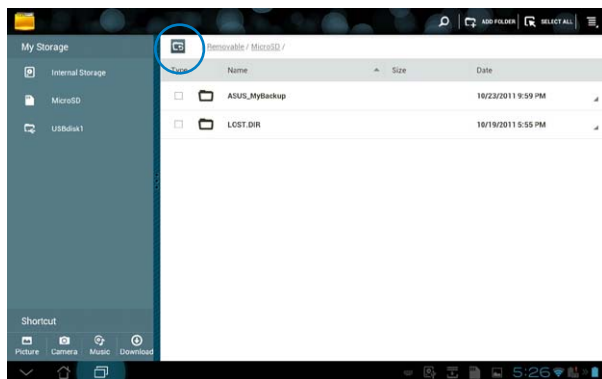 ADD FOLDER SELECT ALL
My Storage
Removable / MicroSD /
Internal Storage
MicroSD
USBdisk1
Type Name Size Date
ASUS_MyBackup 10/23/2011 9:59 PM
LOST.DIR 10/19/2011 5:55 PM
Shortcut
Picture Camera Music Download
5:26